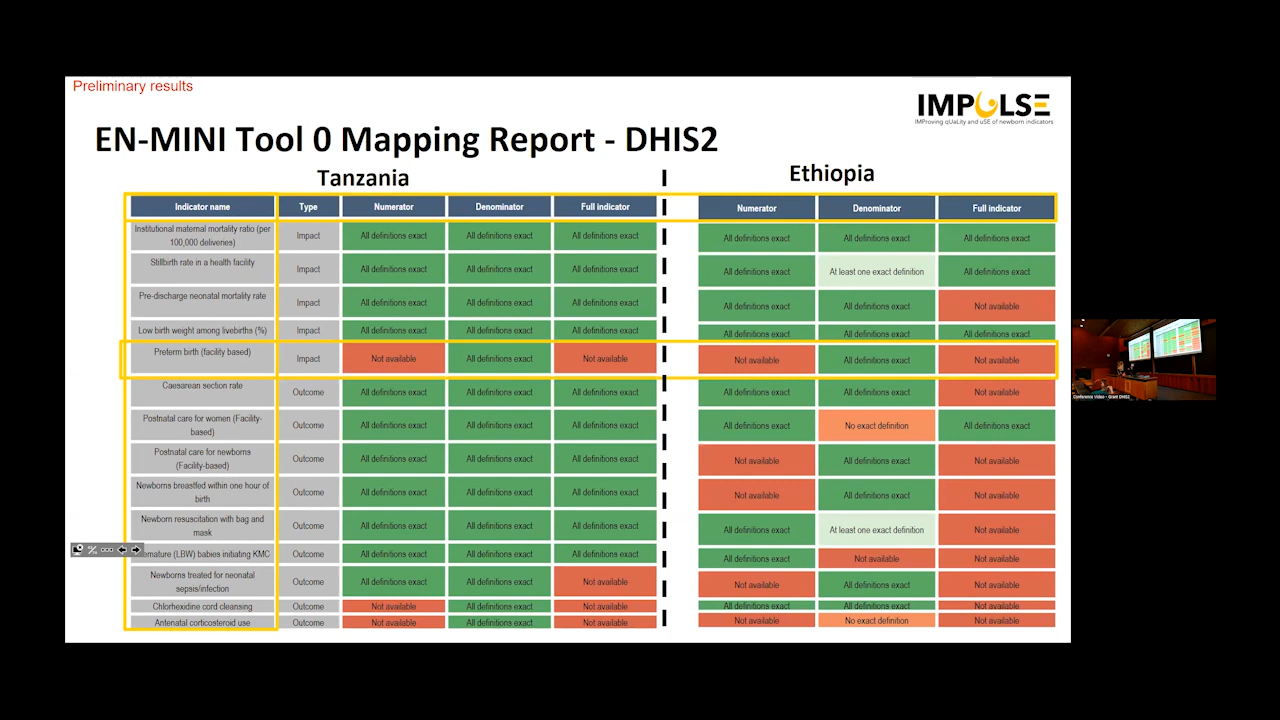 Preliminary results
IMPULSE
IMProving qUaLity and uSE of newborn indicators
EN-MINI Tool 0 Mapping Report - DHIS2
Tanzania
Ethiopia
Indicator name Type Numerator Denominator Full indicator Numerator Denominator Full indicator
Institutional maternal mortality ratio (per
100,000 deliveries) Impact All definitions exact All definitions exact All definitions exact All definitions exact All definitions exact All definitions exact
Stillbirth rate in a health facility Impact All definitions exact All definitions exact All definitions exact All definitions exact At least one exact definition All definitions exact
Pre-discharge neonatal mortality rate Impact All definitions exact All definitions exact All definitions exact All definitions exact All definitions exact Not available
Low birth weight among livebirths (%) Impact All definitions exact All definitions exact All definitions exact All definitions exact All definitions exact All definitions exact
Preterm birth (facility based) Impact Not available All definitions exact Not available Not available All definitions exact Not available
Caesarean section rate Outcome All definitions exact All definitions exact All definitions exact All definitions exact All definitions exact Not available
Postnatal care for women (Facility-
based) Outcome All definitions exact All definitions exact All definitions exact All definitions exact No exact definition All definitions exact
Postnatal care for newborns
(Facility-based) Outcome All definitions exact All definitions exact All definitions exact Not available All definitions exact Not available
Newborns breastfed within one hour of
birth Outcome All definitions exact All definitions exact All definitions exact Not available All definitions exact Not available
Newborn resuscitation with bag and
mask Outcome All definitions exact All definitions exact All definitions exact All definitions exact At least one exact definition Not available
emature (LBW) babies initiating KMC Outcome All definitions exact All definitions exact All definitions exact All definitions exact Not available Not available
Newborns treated for neonatal
sepsis/infection Outcome All definitions exact All definitions exact Not available Not available All definitions exact Not available
Chlorhexidine cord cleansing Outcome Not available All definitions exact Not available All definitions exact All definitions exact Not available
Antenatal corticosteroid use Outcome Not available All definitions exact Not available Not available No exact definition Not available
Conference Video - Grant DHIS2